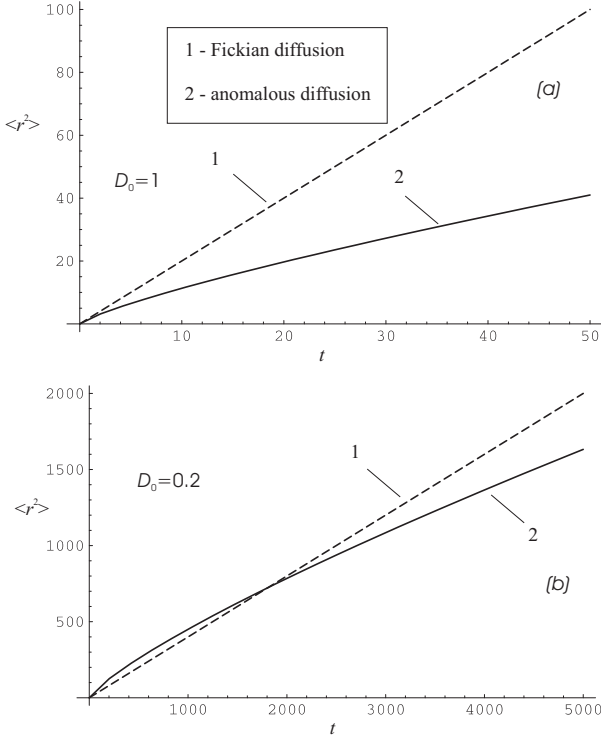 100
1 - Fickian diffusion
2 - anomalous diffusion
(a)
80
<r²>
60
1
D₀=1
2
40
20
10 20 30 40 50
t
2000
1
D₀=0.2
1500
<r²>
2
1000
(b)
500
1000 2000 3000 4000 5000
t